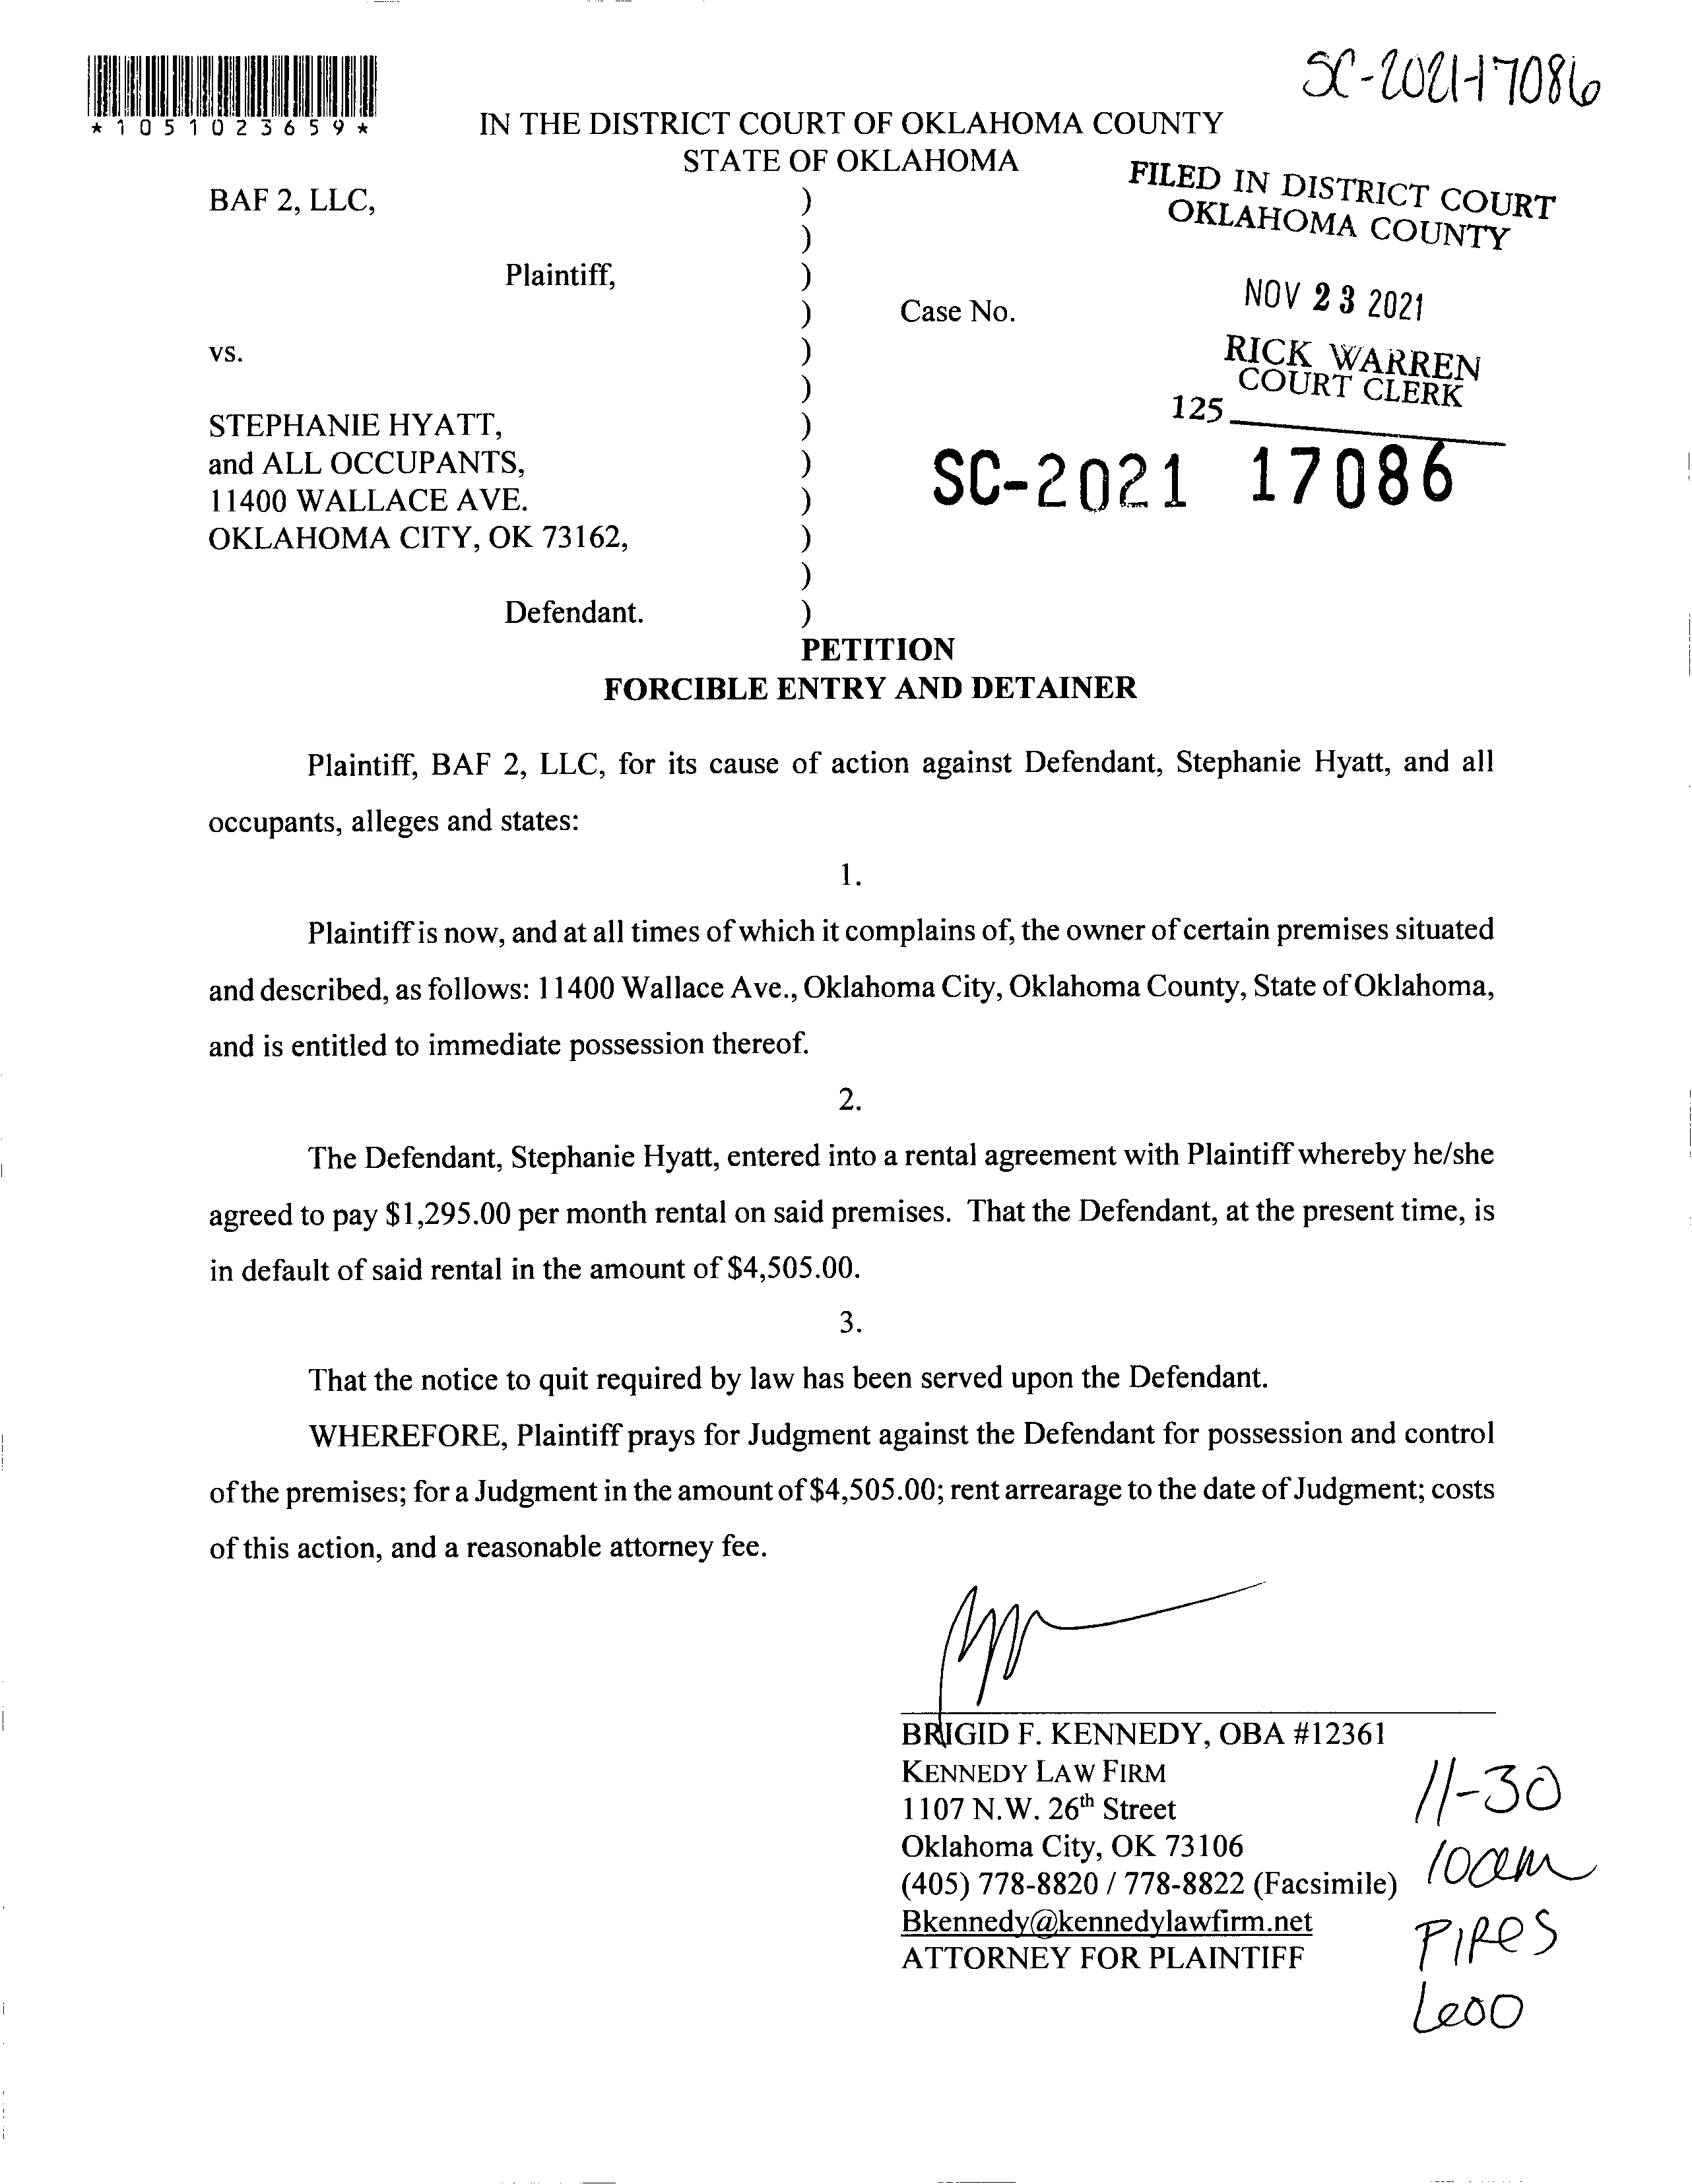 SC-2021-17086
*1051023659*
IN THE DISTRICT COURT OF OKLAHOMA COUNTY
STATE OF OKLAHOMA
FILED IN DISTRICT COURT
OKLAHOMA COUNTY
NOV 23 2021
RICK WARREN
COURT CLERK
125
BAF 2, LLC, )
)
Plaintiff, )
) Case No.
vs. )
)
STEPHANIE HYATT, )
and ALL OCCUPANTS, ) SC-2021 17086
11400 WALLACE AVE. )
OKLAHOMA CITY, OK 73162, )
)
Defendant. )
PETITION
FORCIBLE ENTRY AND DETAINER
Plaintiff, BAF 2, LLC, for its cause of action against Defendant, Stephanie Hyatt, and all
occupants, alleges and states:
1.
Plaintiff is now, and at all times of which it complains of, the owner of certain premises situated
and described, as follows: 11400 Wallace Ave., Oklahoma City, Oklahoma County, State of Oklahoma,
and is entitled to immediate possession thereof.
2.
The Defendant, Stephanie Hyatt, entered into a rental agreement with Plaintiff whereby he/she
agreed to pay $1,295.00 per month rental on said premises. That the Defendant, at the present time, is
in default of said rental in the amount of $4,505.00.
3.
That the notice to quit required by law has been served upon the Defendant.
WHEREFORE, Plaintiff prays for Judgment against the Defendant for possession and control
of the premises; for a Judgment in the amount of $4,505.00; rent arrearage to the date of Judgment; costs
of this action, and a reasonable attorney fee.
BRIGID F. KENNEDY, OBA #12361
KENNEDY LAW FIRM
1107 N.W. 26th Street
Oklahoma City, OK 73106
(405) 778-8820 / 778-8822 (Facsimile)
Bkennedy@kennedylawfirm.net
ATTORNEY FOR PLAINTIFF
11-30
10am
PIRES